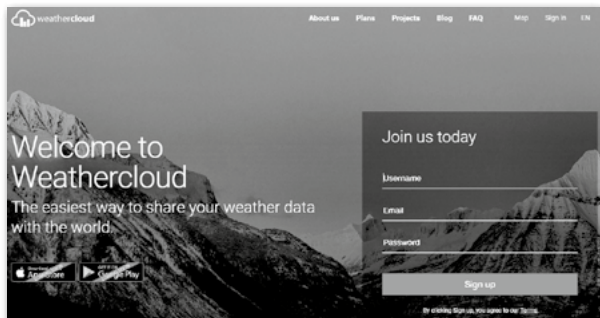 weathercloud
About us Plans Projects Blog FAQ Map Sign in EN
Welcome to
Weathercloud
The easiest way to share your weather data
with the world.
App Store
Google Play
Join us today
Username
Email
Password
Sign up
By clicking Sign up, you agree to our Terms.